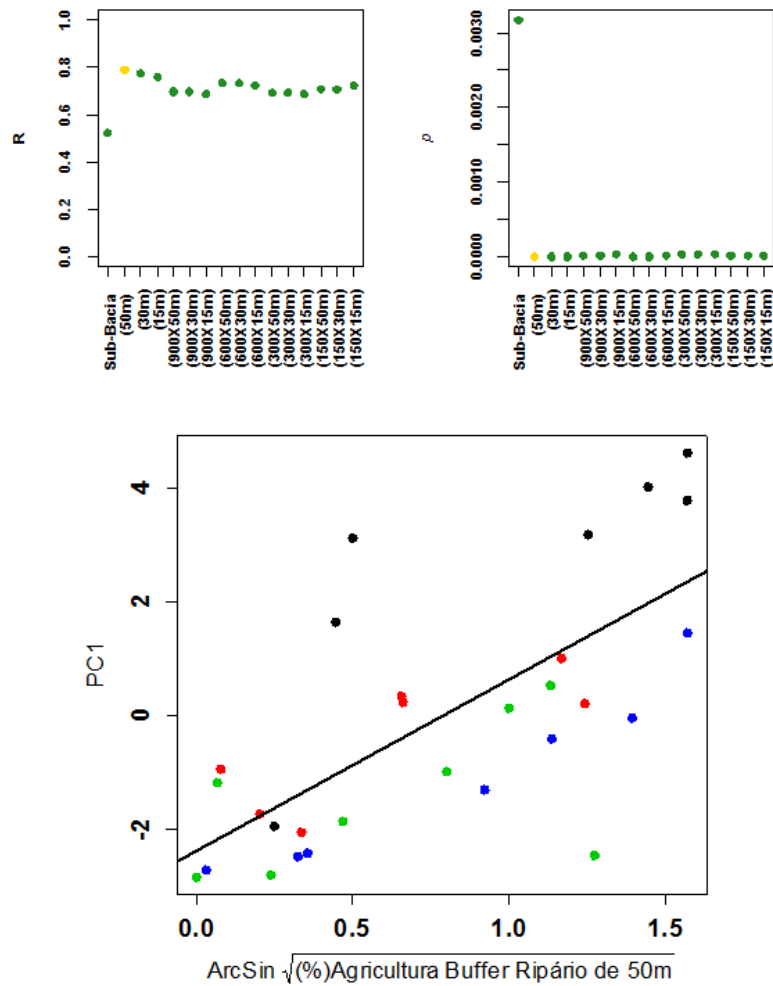 R
1.0
0.8
0.6
0.4
0.2
0.0
Sub-Bacia
(50m)
(30m)
(15m)
(900X50m)
(900X30m)
(900X15m)
(600X50m)
(600X30m)
(600X15m)
(300X50m)
(300X30m)
(300X15m)
(150X50m)
(150X30m)
(150X15m)
p
0.0030
0.0020
0.0010
0.0000
Sub-Bacia
(50m)
(30m)
(15m)
(900X50m)
(900X30m)
(900X15m)
(600X50m)
(600X30m)
(600X15m)
(300X50m)
(300X30m)
(300X15m)
(150X50m)
(150X30m)
(150X15m)
PC1
4
2
0
-2
0.0
0.5
1.0
1.5
ArcSin √(%)Agricultura Buffer Ripário de 50m